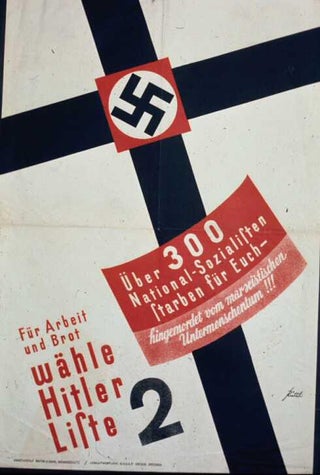 Über 300
National-Sozialisten
starben für Euch—
hingemordet vom marxistischen
Untermenschentum!!!
Für Arbeit
und Brot
wähle
Hitler
Liste 2